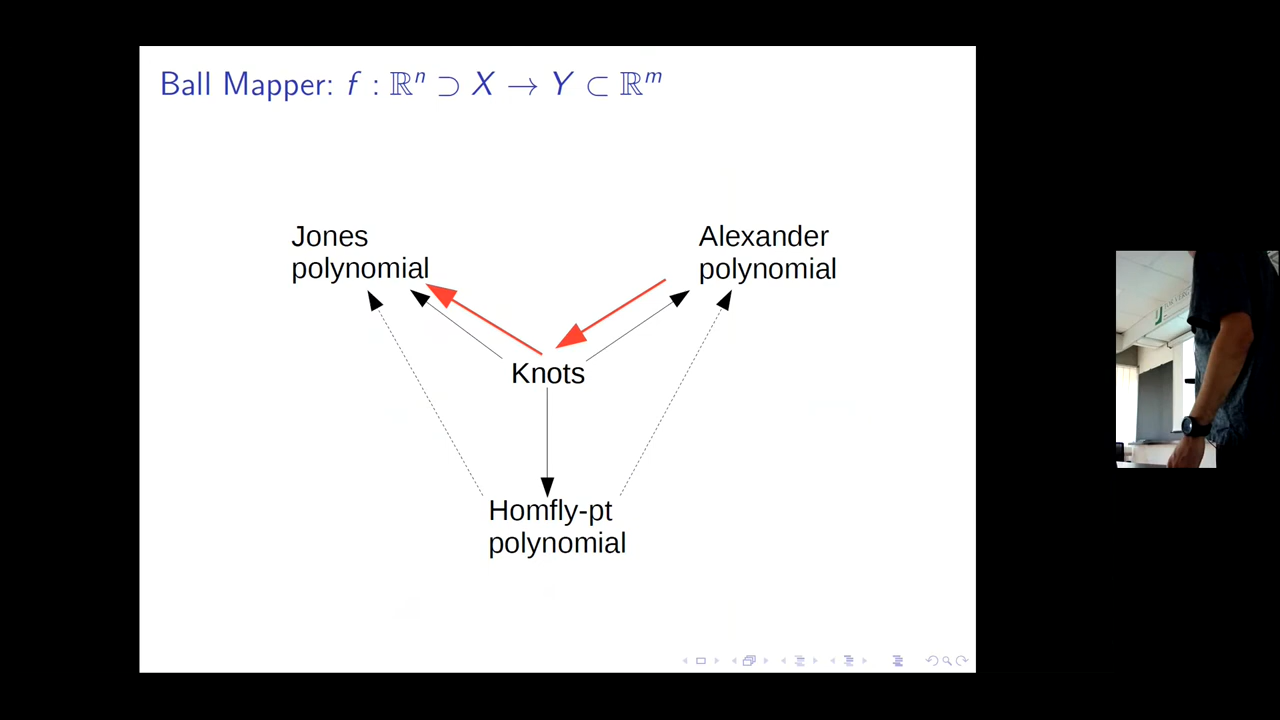 Ball Mapper: f : ℝⁿ ⊃ X → Y ⊂ ℝᵐ
Jones
polynomial
Alexander
polynomial
Knots
Homfly-pt
polynomial